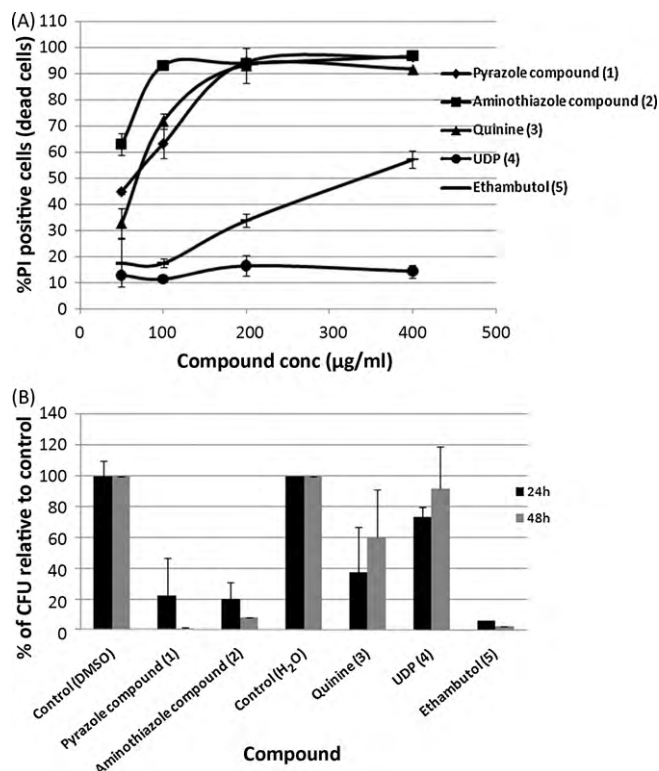 (A)
%PI positive cells (dead cells)
110
100
90
80
70
60
50
40
30
20
10
0
0 100 200 300 400 500
Compound conc (µg/ml)
Pyrazole compound (1)
Aminothiazole compound (2)
Quinine (3)
UDP (4)
Ethambutol (5)
(B)
% of CFU relative to control
140
120
100
80
60
40
20
0
24h
48h
Control (DMSO)
Pyrazole compound (1)
Aminothiazole compound (2)
Control (H₂O)
Quinine (3)
UDP (4)
Ethambutol (5)
Compound